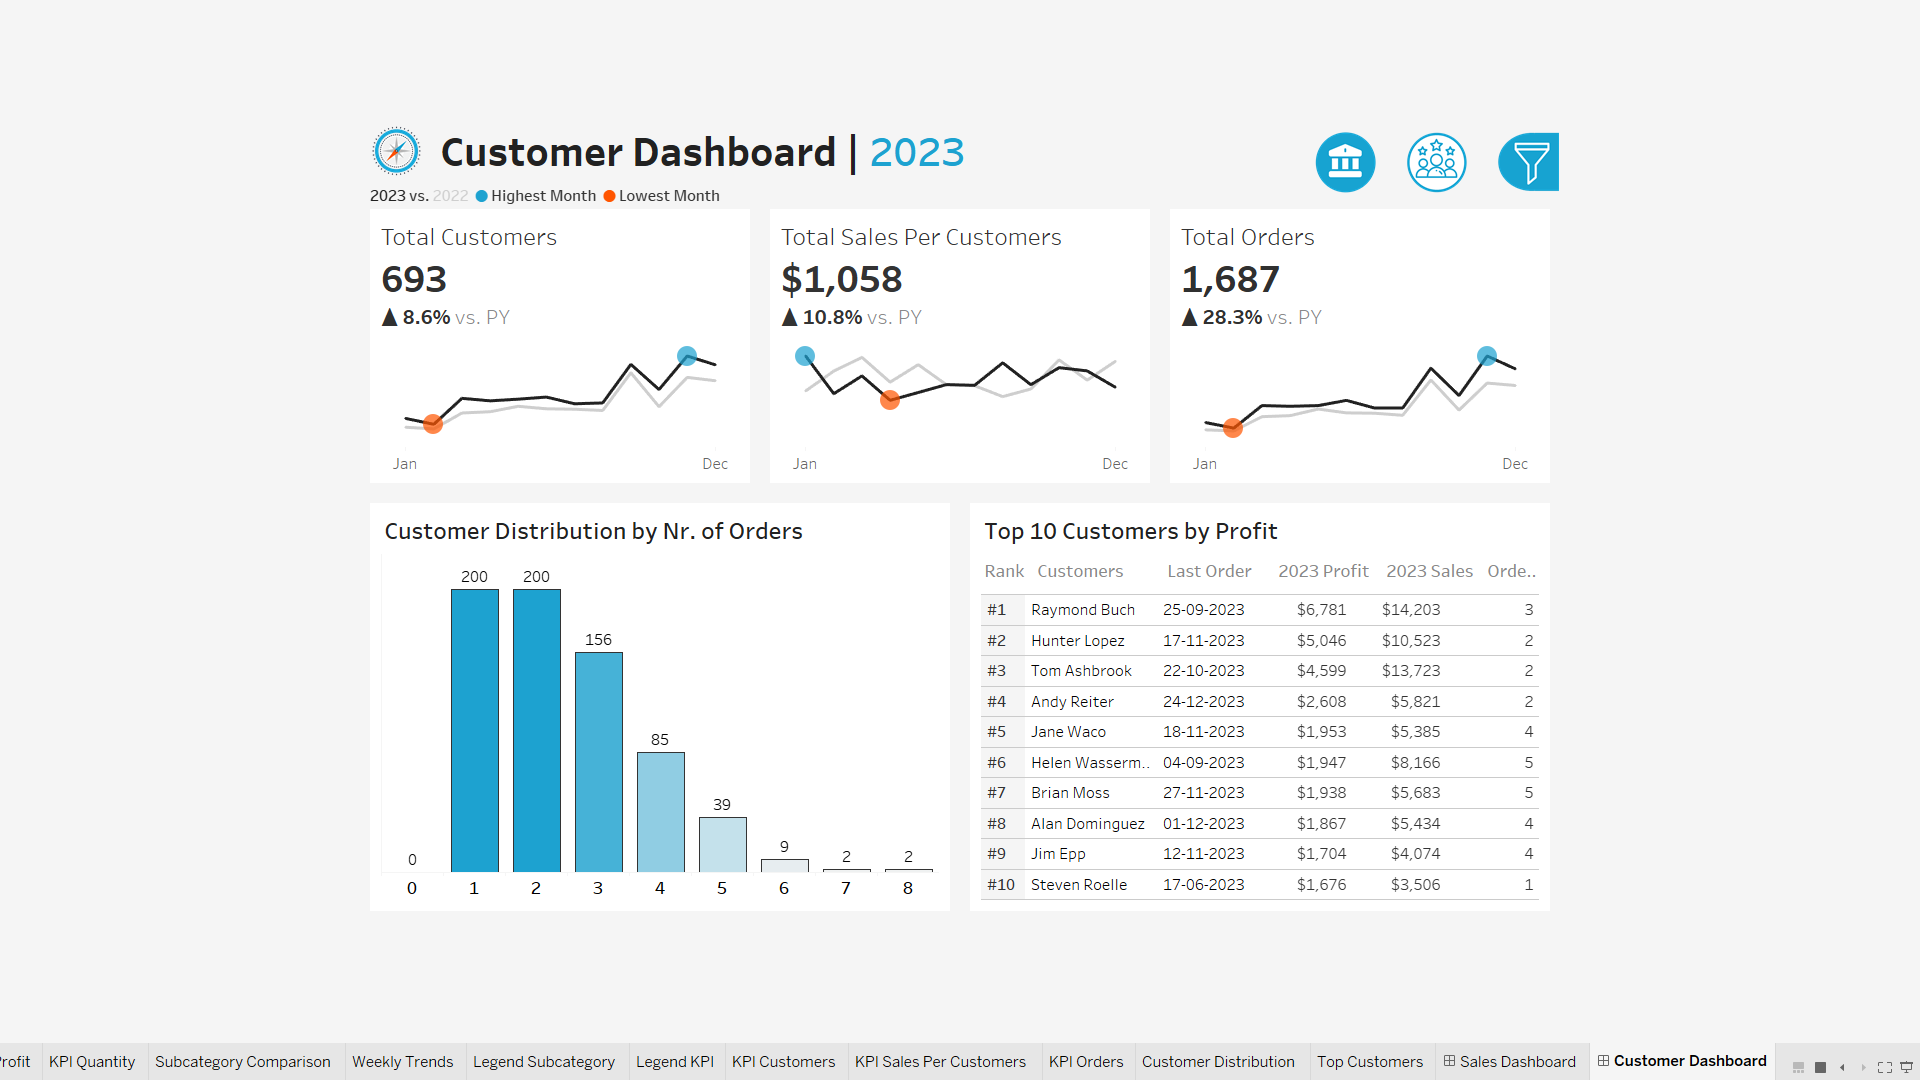 Customer Dashboard | 2023
2023 vs. 2022 Highest Month Lowest Month
Total Customers
693
▲ 8.6% vs. PY
Jan Dec
Total Sales Per Customers
$1,058
▲ 10.8% vs. PY
Jan Dec
Total Orders
1,687
▲ 28.3% vs. PY
Jan Dec
Customer Distribution by Nr. of Orders
0 200 200 156 85 39 9 2 2
0 1 2 3 4 5 6 7 8
Top 10 Customers by Profit
Rank Customers Last Order 2023 Profit 2023 Sales Orde..
#1 Raymond Buch 25-09-2023 $6,781 $14,203 3
#2 Hunter Lopez 17-11-2023 $5,046 $10,523 2
#3 Tom Ashbrook 22-10-2023 $4,599 $13,723 2
#4 Andy Reiter 24-12-2023 $2,608 $5,821 2
#5 Jane Waco 18-11-2023 $1,953 $5,385 4
#6 Helen Wasserm.. 04-09-2023 $1,947 $8,166 5
#7 Brian Moss 27-11-2023 $1,938 $5,683 5
#8 Alan Dominguez 01-12-2023 $1,867 $5,434 4
#9 Jim Epp 12-11-2023 $1,704 $4,074 4
#10 Steven Roelle 17-06-2023 $1,676 $3,506 1
rofit KPI Quantity Subcategory Comparison Weekly Trends Legend Subcategory Legend KPI KPI Customers KPI Sales Per Customers KPI Orders Customer Distribution Top Customers Sales Dashboard Customer Dashboard